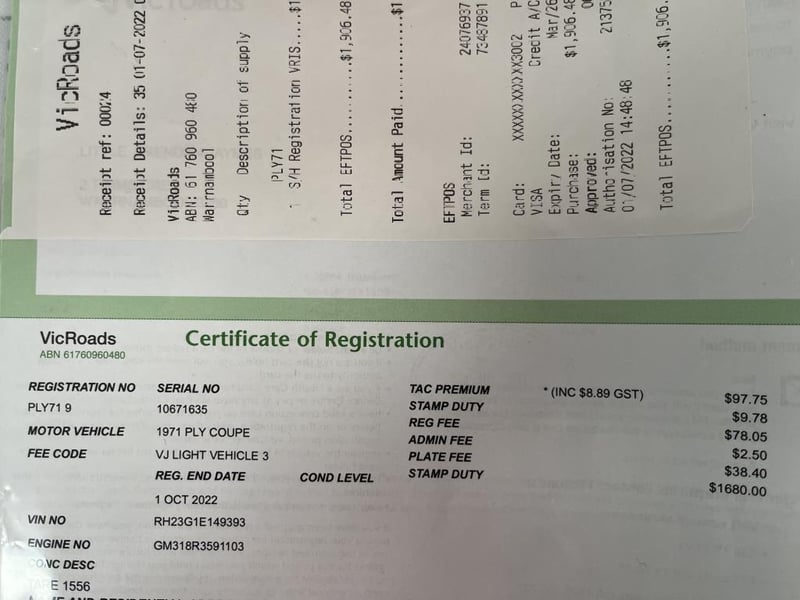 VicRoads
Receipt ref: 00024
Receipt Details: 35 01-07-2022
VicRoads
ABN: 61 760 960 480
Warrnambool
Qty Description of supply
PLY71
S/H Registration VRIS......$1
Total EFTPOS...........$1,906.48
Total Amount Paid.............$1
EFTPOS
Merchant Id: 24076937
Term Id: 73487891
Card: XXXXXXXXXXXX3002 P
VISA Credit A/C
Expiry Date: Mar/26
Purchase: $1,906.48
Approved:
Authorisation No: 21375
01/07/2022 14:48:48
Total EFTPOS...........$1,906.
VicRoads
ABN 61760960480
Certificate of Registration
REGISTRATION NO SERIAL NO
PLY71 9 10671635
MOTOR VEHICLE 1971 PLY COUPE
FEE CODE VJ LIGHT VEHICLE 3
REG. END DATE COND LEVEL
1 OCT 2022
VIN NO RH23G1E149393
ENGINE NO GM318R3591103
CONC DESC
TARE 1556
TAC PREMIUM * (INC $8.89 GST) $97.75
STAMP DUTY $9.78
REG FEE $78.05
ADMIN FEE $2.50
PLATE FEE $38.40
STAMP DUTY $1680.00